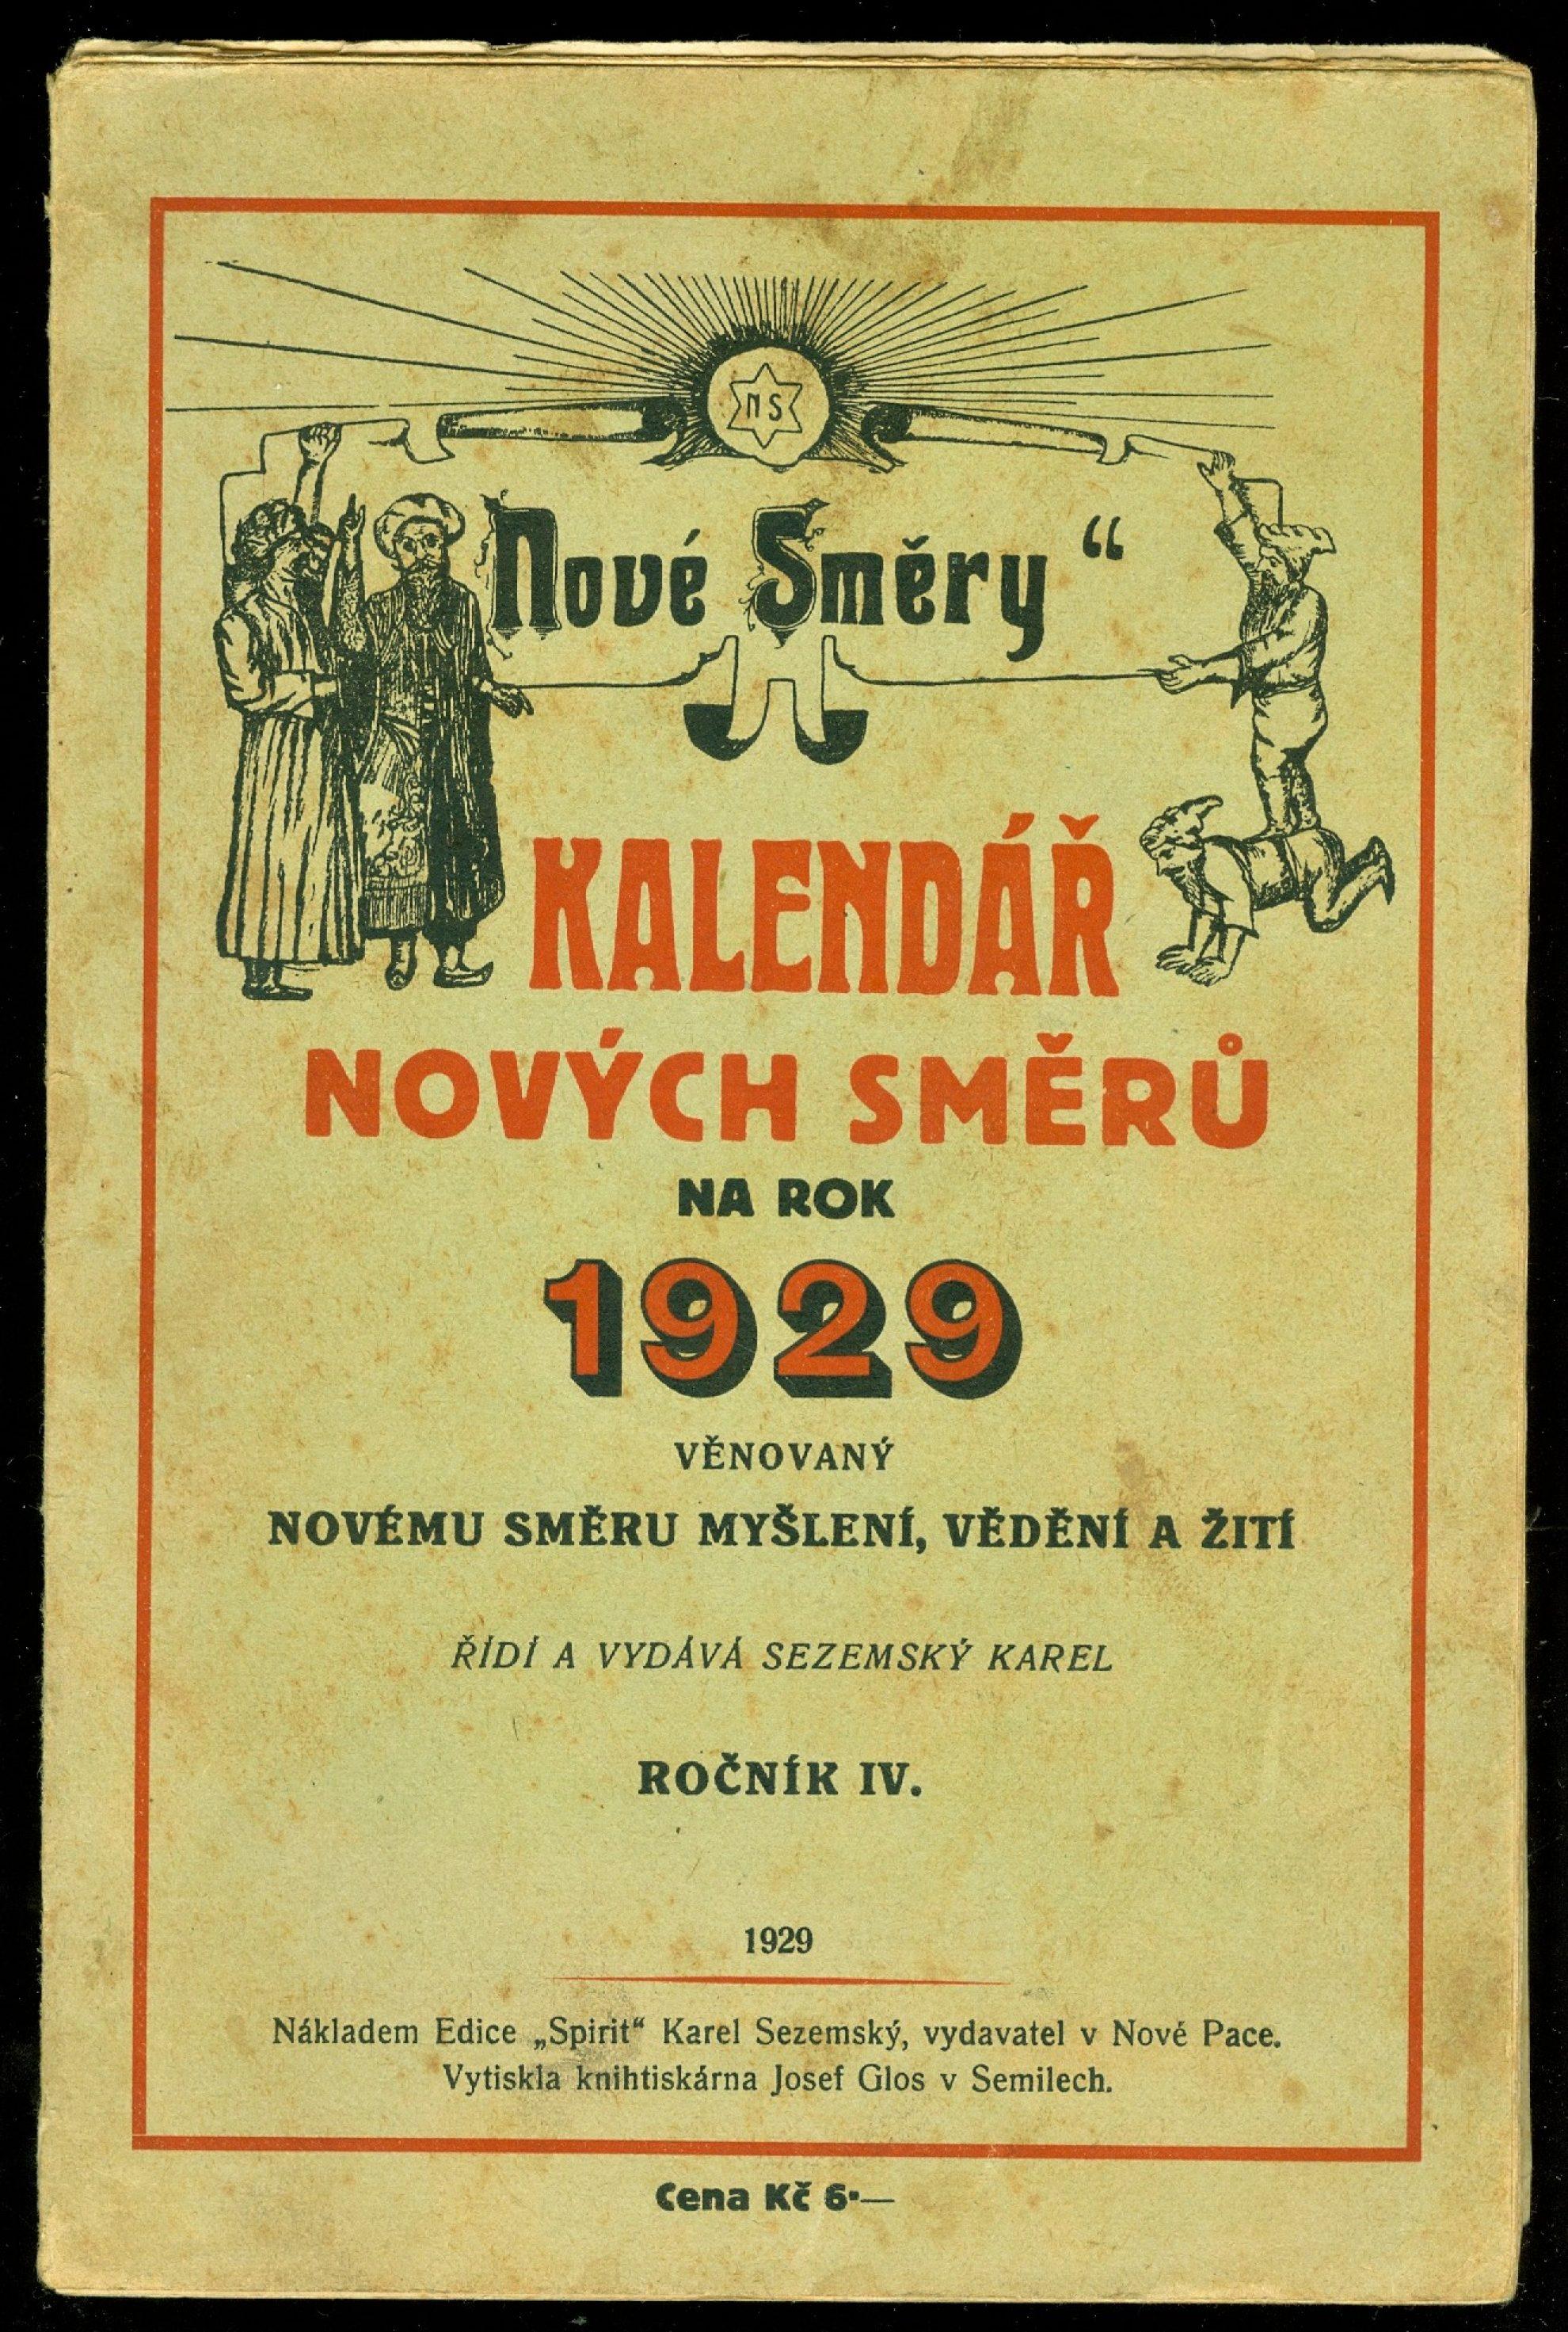 NS
Nové Směry “
KALENDÁŘ
NOVÝCH SMĚRŮ
NA ROK
1929
VĚNOVANÝ
NOVÉMU SMĚRU MYŠLENÍ, VĚDĚNÍ A ŽITÍ
ŘÍDÍ A VYDÁVÁ SEZEMSKÝ KAREL
ROČNÍK IV.
1929
Nákladem Edice „Spirit“ Karel Sezemský, vydavatel v Nové Pace.
Vytiskla knihtiskárna Josef Glos v Semilech.
Cena Kč 6·—